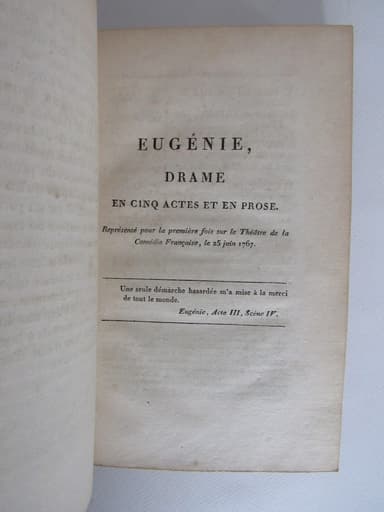 EUGÉNIE,
DRAME
EN CINQ ACTES ET EN PROSE.
Représenté pour la première fois sur le Théâtre de la
Comédie Française, le 25 juin 1767.
Une seule démarche hasardée m'a mise à la merci
de tout le monde.
Eugénie, Acte III, Scène IV.